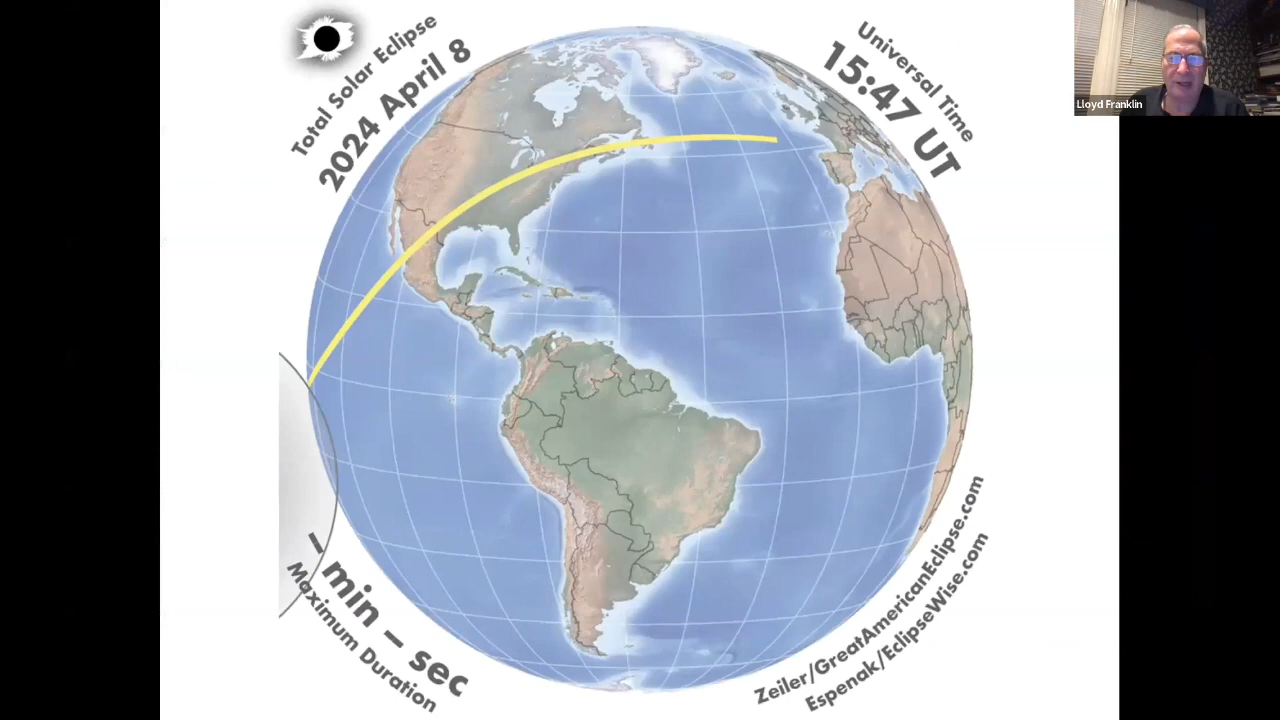 Total Solar Eclipse
2024 April 8
Universal Time
15:47 UT
Lloyd Franklin
– min – sec
Maximum Duration
Zeiler/GreatAmericanEclipse.com
Espenak/EclipseWise.com